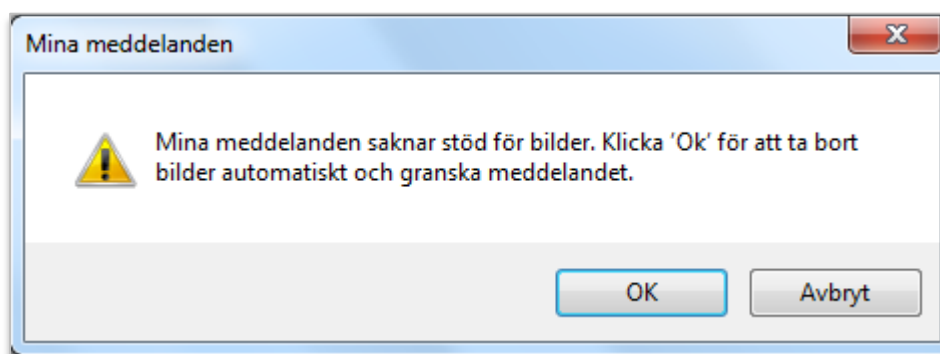 Mina meddelanden
Mina meddelanden saknar stöd för bilder. Klicka ’Ok’ för att ta bort
bilder automatiskt och granska meddelandet.
OK
Avbryt